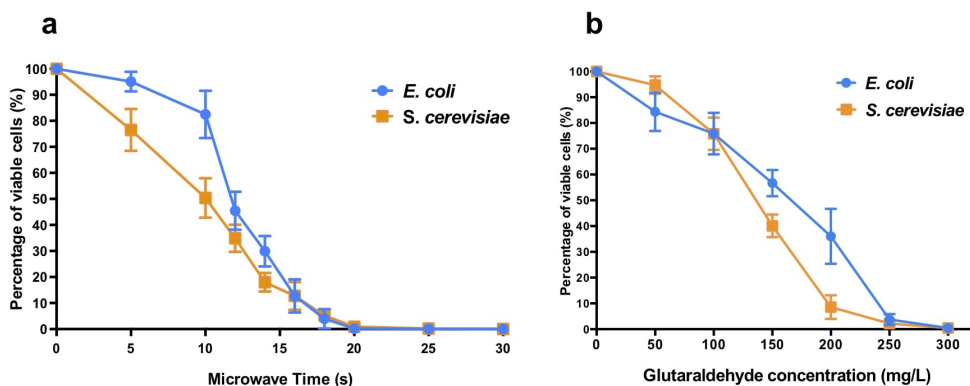 a
Percentage of viable cells (%)
100
90
80
70
60
50
40
30
20
10
0
0 5 10 15 20 25 30
Microwave Time (s)
E. coli
S. cerevisiae
b
Percentage of viable cells (%)
100
90
80
70
60
50
40
30
20
10
0
0 50 100 150 200 250 300
Glutaraldehyde concentration (mg/L)
E. coli
S. cerevisiae